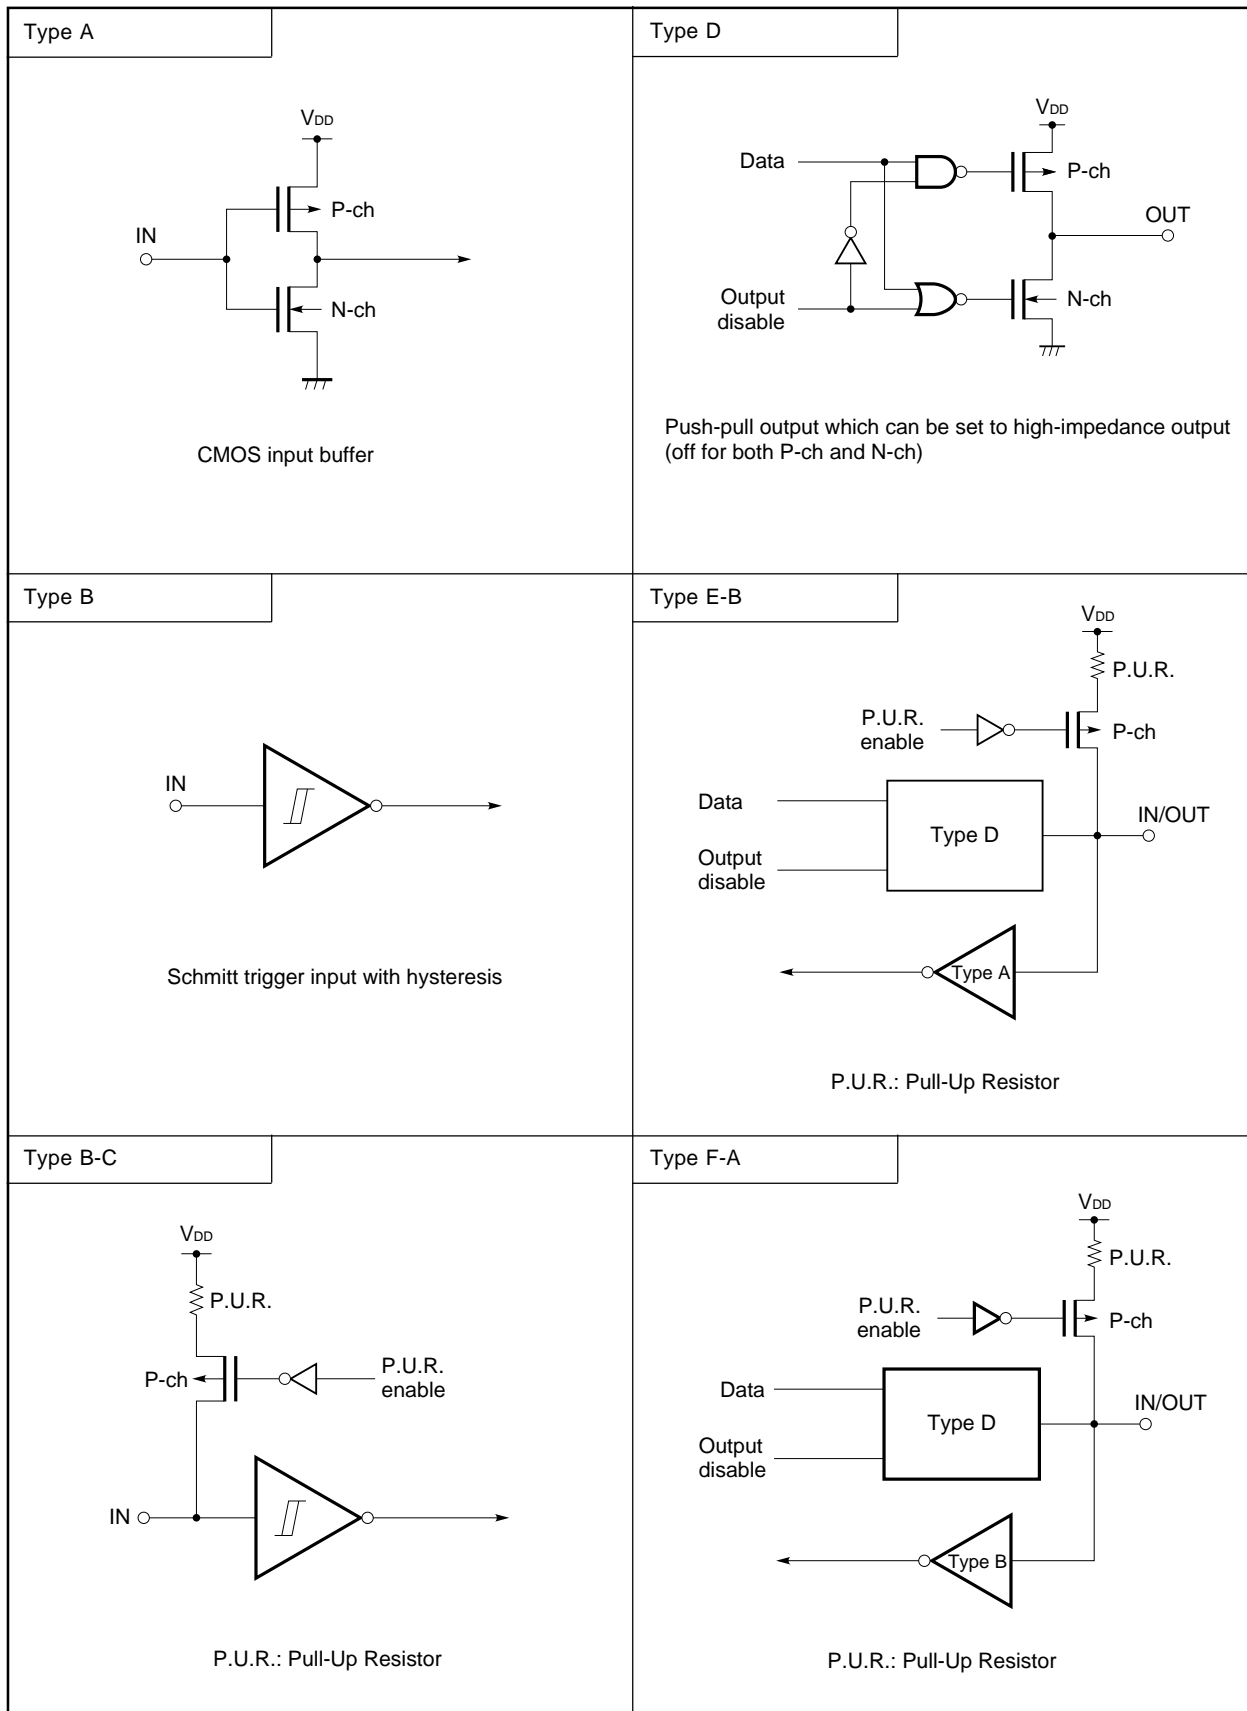 Type A
VDD
P-ch
IN
N-ch
CMOS input buffer
Type D
VDD
Data
P-ch
OUT
Output
disable
N-ch
Push-pull output which can be set to high-impedance output
(off for both P-ch and N-ch)
Type B
IN
Schmitt trigger input with hysteresis
Type E-B
VDD
P.U.R.
P.U.R.
enable
P-ch
Data
IN/OUT
Type D
Output
disable
Type A
P.U.R.: Pull-Up Resistor
Type B-C
VDD
P.U.R.
P-ch
P.U.R.
enable
IN
P.U.R.: Pull-Up Resistor
Type F-A
VDD
P.U.R.
P.U.R.
enable
P-ch
Data
IN/OUT
Type D
Output
disable
Type B
P.U.R.: Pull-Up Resistor